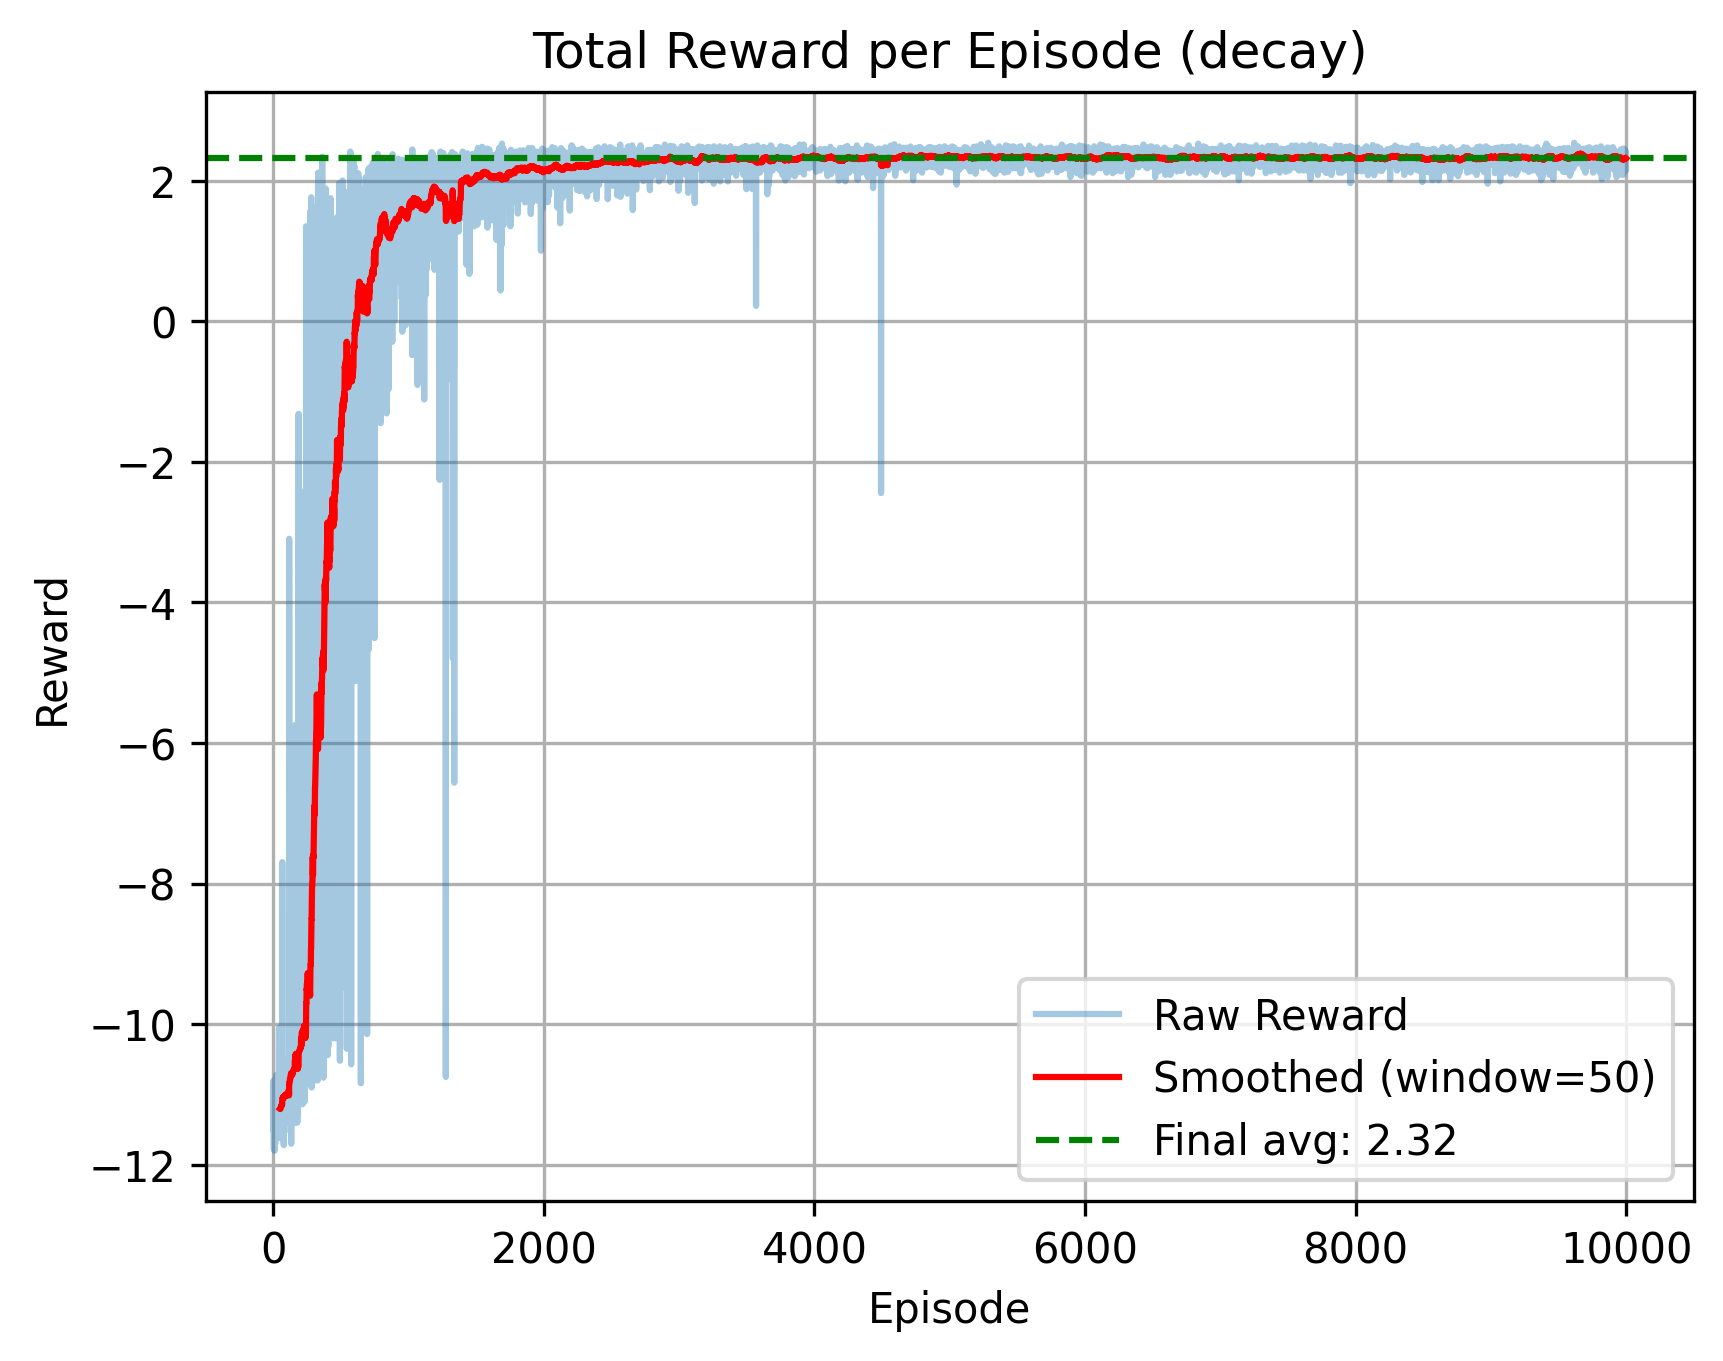 Total Reward per Episode (decay)
Reward
2
0
−2
−4
−6
−8
−10
−12
0 2000 4000 6000 8000 10000
Episode
Raw Reward
Smoothed (window=50)
Final avg: 2.32